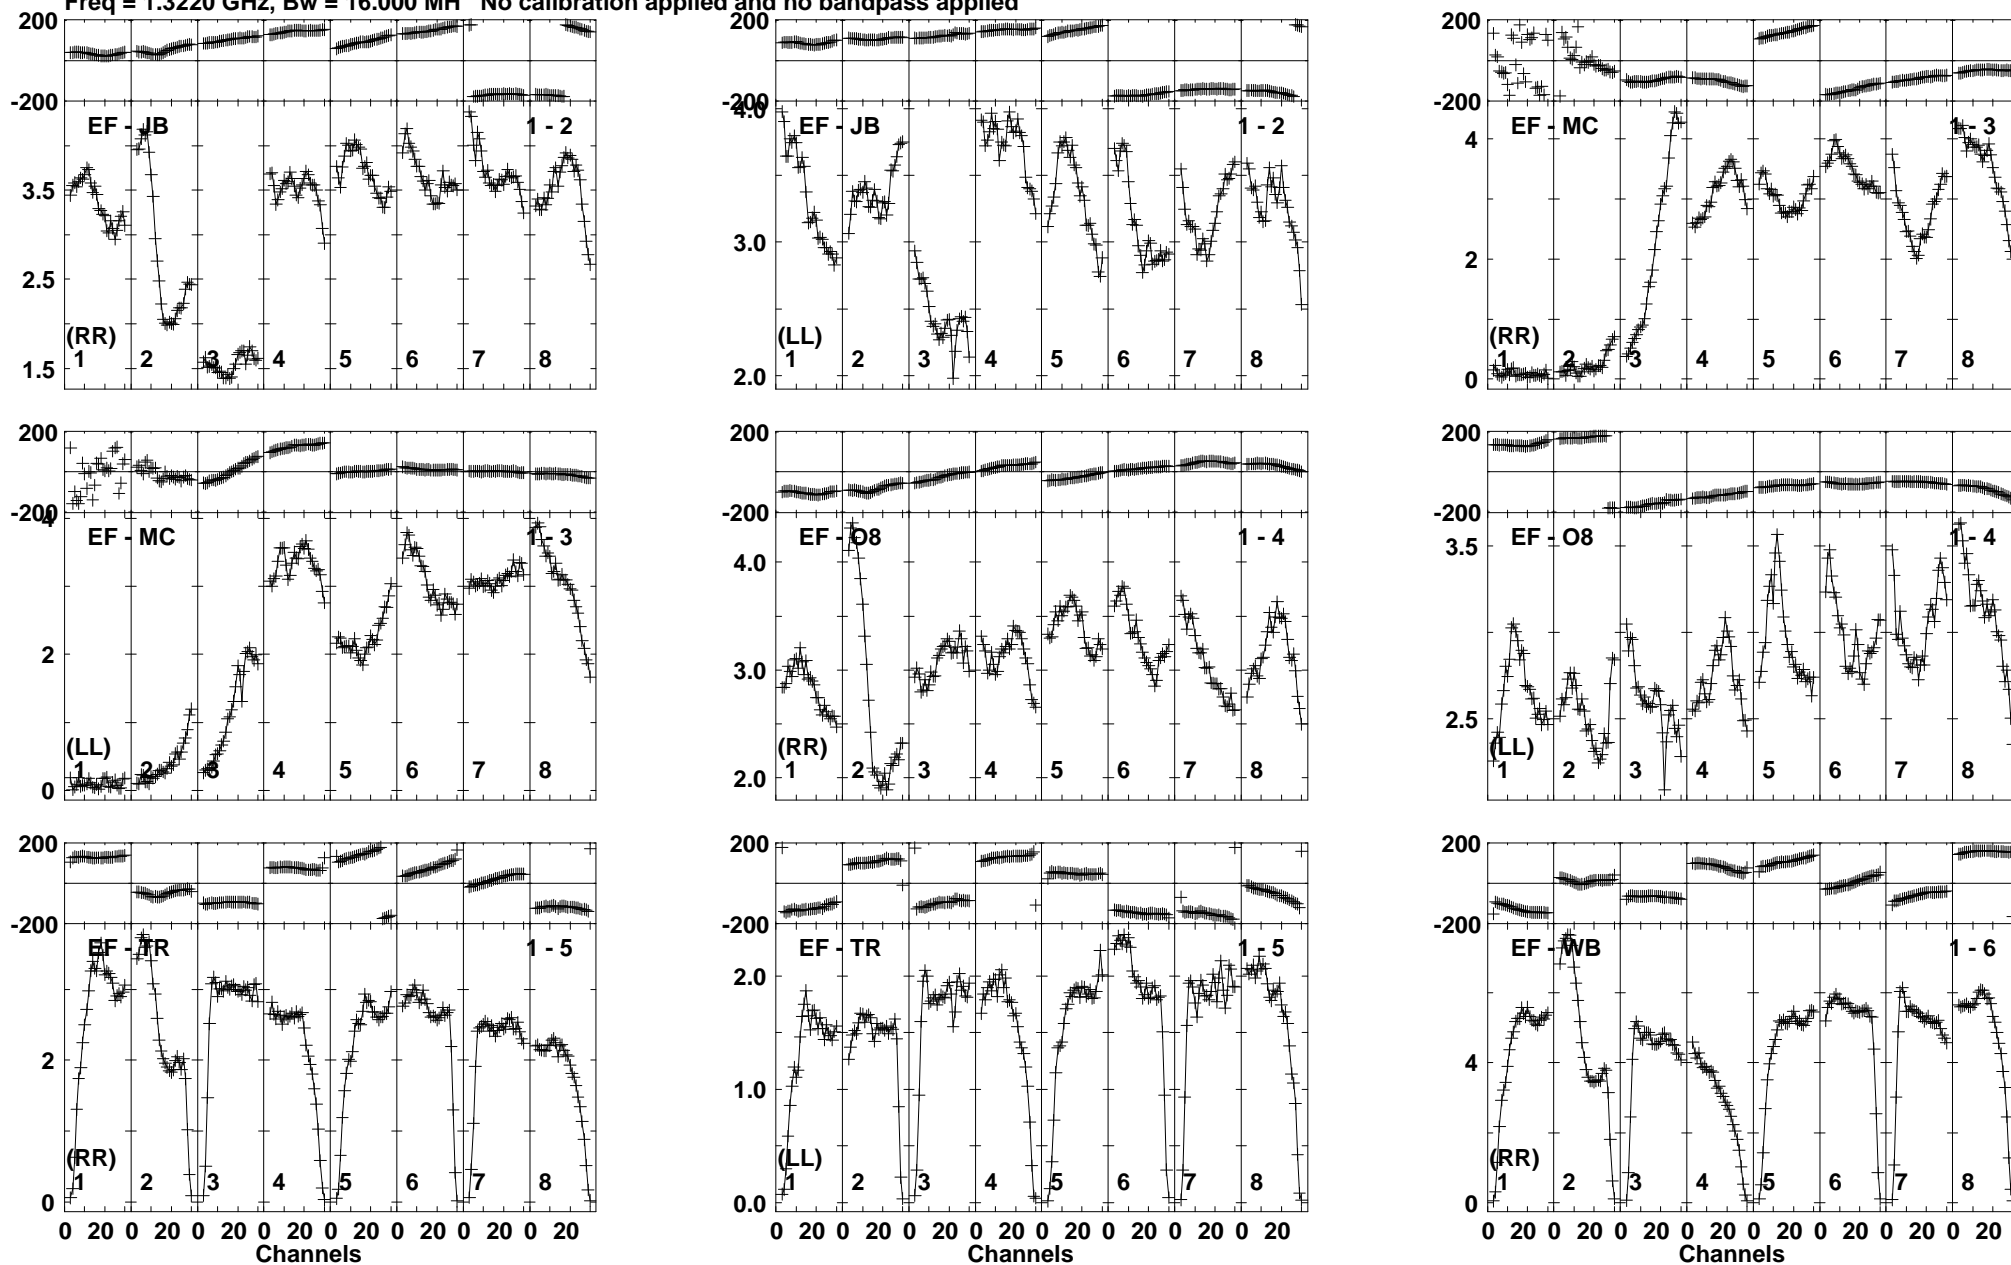 Freq = 1.3220 GHz, Bw = 16.000 MH No calibration applied and no bandpass applied
200
-200
EF - JB 1 - 2
3.5
2.5
1.5
(RR)
1 2 3 4 5 6 7 8
200
-200
4.0
EF - JB 1 - 2
3.0
2.0
(LL)
1 2 3 4 5 6 7 8
200
-200
EF - MC 1 - 3
4
2
0
(RR)
1 2 3 4 5 6 7 8
200
-200
4
EF - MC 1 - 3
2
0
(LL)
1 2 3 4 5 6 7 8
200
-200
EF - O8 1 - 4
4.0
3.0
2.0
(RR)
1 2 3 4 5 6 7 8
200
-200
EF - O8 1 - 4
3.5
2.5
(LL)
1 2 3 4 5 6 7 8
200
-200
EF - TR 1 - 5
2
0
(RR)
1 2 3 4 5 6 7 8
0 20 0 20 0 20 0 20 0 20 0 20 0 20 0 20
Channels
200
-200
EF - TR 1 - 5
2.0
1.0
0.0
(LL)
1 2 3 4 5 6 7 8
0 20 0 20 0 20 0 20 0 20 0 20 0 20 0 20
Channels
200
-200
EF - WB 1 - 6
4
0
(RR)
1 2 3 4 5 6 7 8
0 20 0 20 0 20 0 20 0 20 0 20 0 20 0 20
Channels